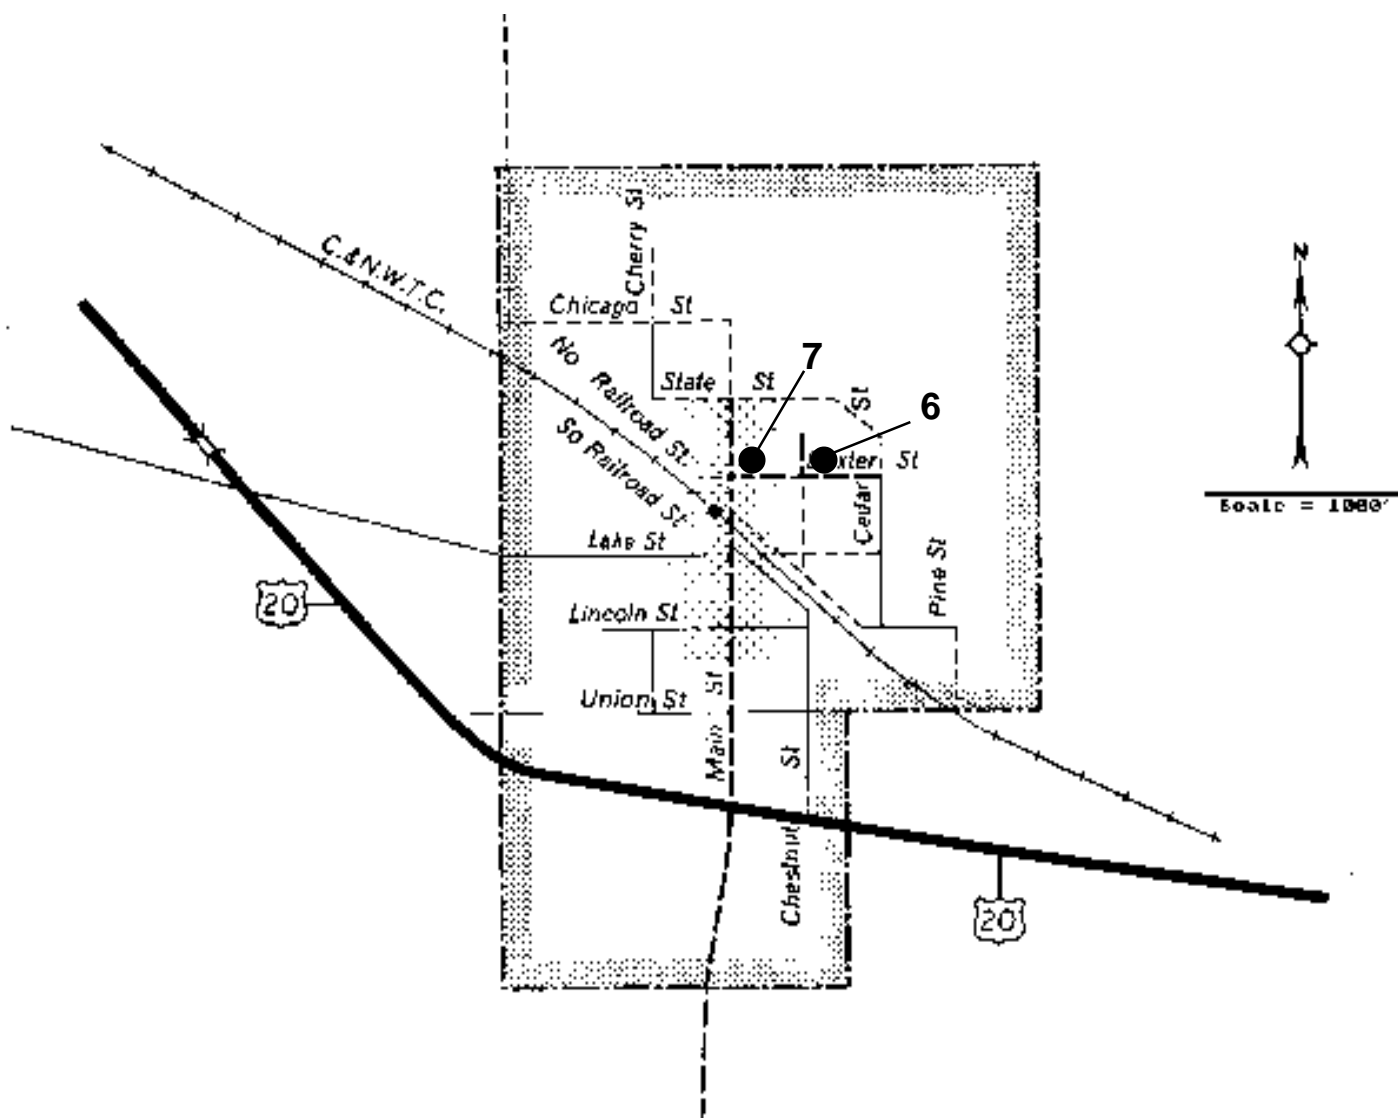 N
Cherry St
C.&N.W.T.C.
Chicago St
No Railroad St
7
State St
St
6
So Railroad St
St
Cedar
Scale = 1000'
Lake St
Pine St
20
Lincoln St
Union St
Main St
Chestnut St
20